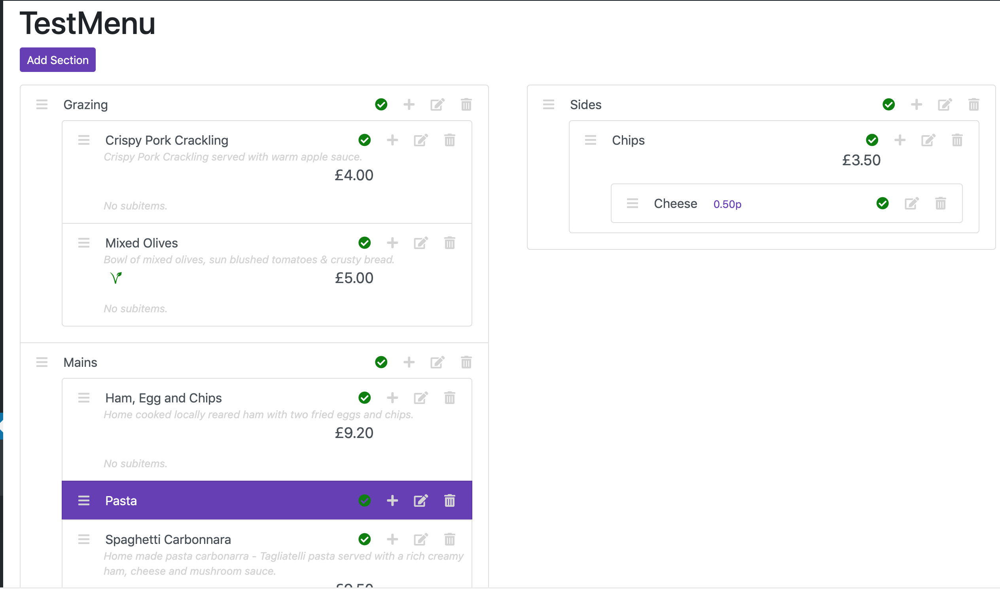 TestMenu
Add Section
Grazing
Crispy Pork Crackling
Crispy Pork Crackling served with warm apple sauce.
£4.00
No subitems.
Mixed Olives
Bowl of mixed olives, sun blushed tomatoes & crusty bread.
£5.00
No subitems.
Mains
Ham, Egg and Chips
Home cooked locally reared ham with two fried eggs and chips.
£9.20
No subitems.
Pasta
Spaghetti Carbonnara
Home made pasta carbonarra - Tagliatelli pasta served with a rich creamy
ham, cheese and mushroom sauce.
Sides
Chips
£3.50
Cheese 0.50p